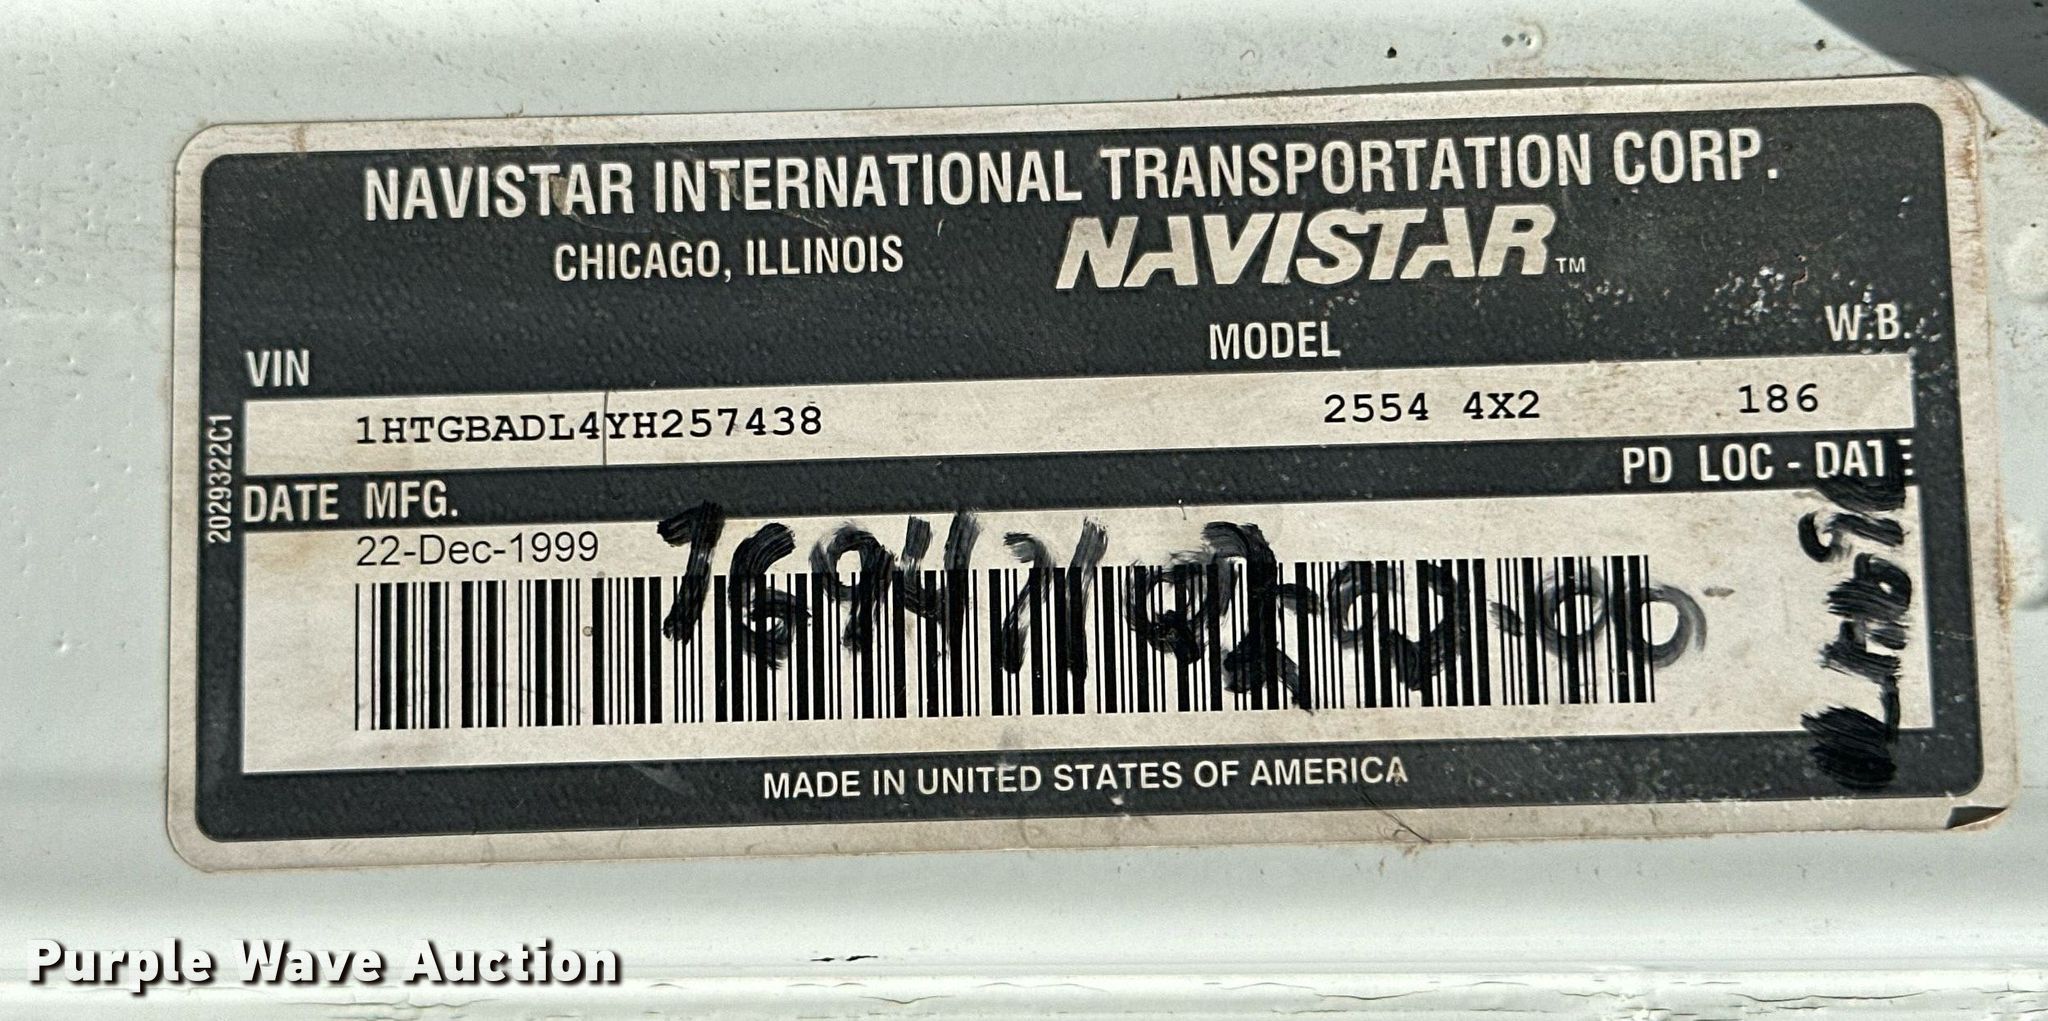 NAVISTAR INTERNATIONAL TRANSPORTATION CORP.
CHICAGO, ILLINOIS NAVISTAR™
VIN MODEL W.B.
1HTGBADL4YH257438 2554 4X2 186
2029322C1
DATE MFG. PD LOC - DATE
22-Dec-1999
MADE IN UNITED STATES OF AMERICA
Purple Wave Auction